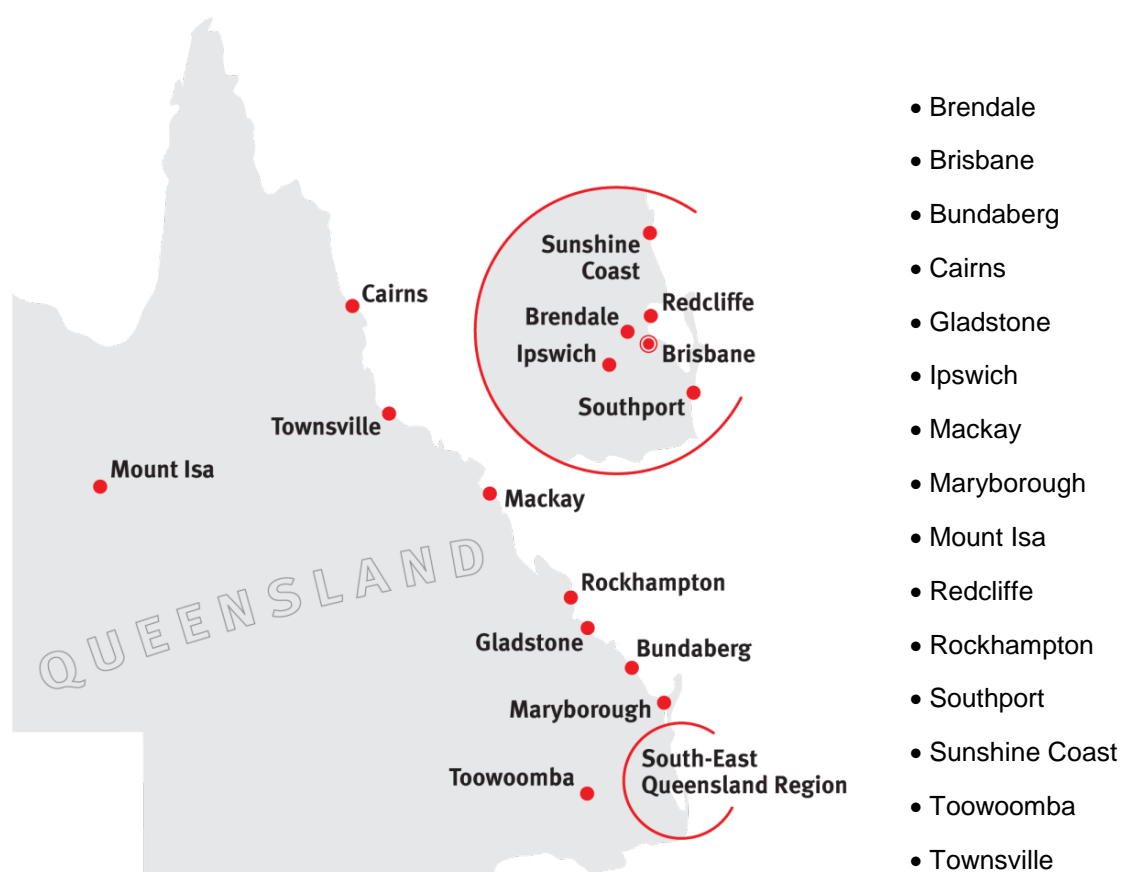 Sunshine
Coast
Cairns
Redcliffe
Brendale
Ipswich
Brisbane
Southport
Townsville
Mount Isa
Mackay
QUEENSLAND
Rockhampton
Gladstone
Bundaberg
Maryborough
South-East
Queensland Region
Toowoomba
• Brendale
• Brisbane
• Bundaberg
• Cairns
• Gladstone
• Ipswich
• Mackay
• Maryborough
• Mount Isa
• Redcliffe
• Rockhampton
• Southport
• Sunshine Coast
• Toowoomba
• Townsville